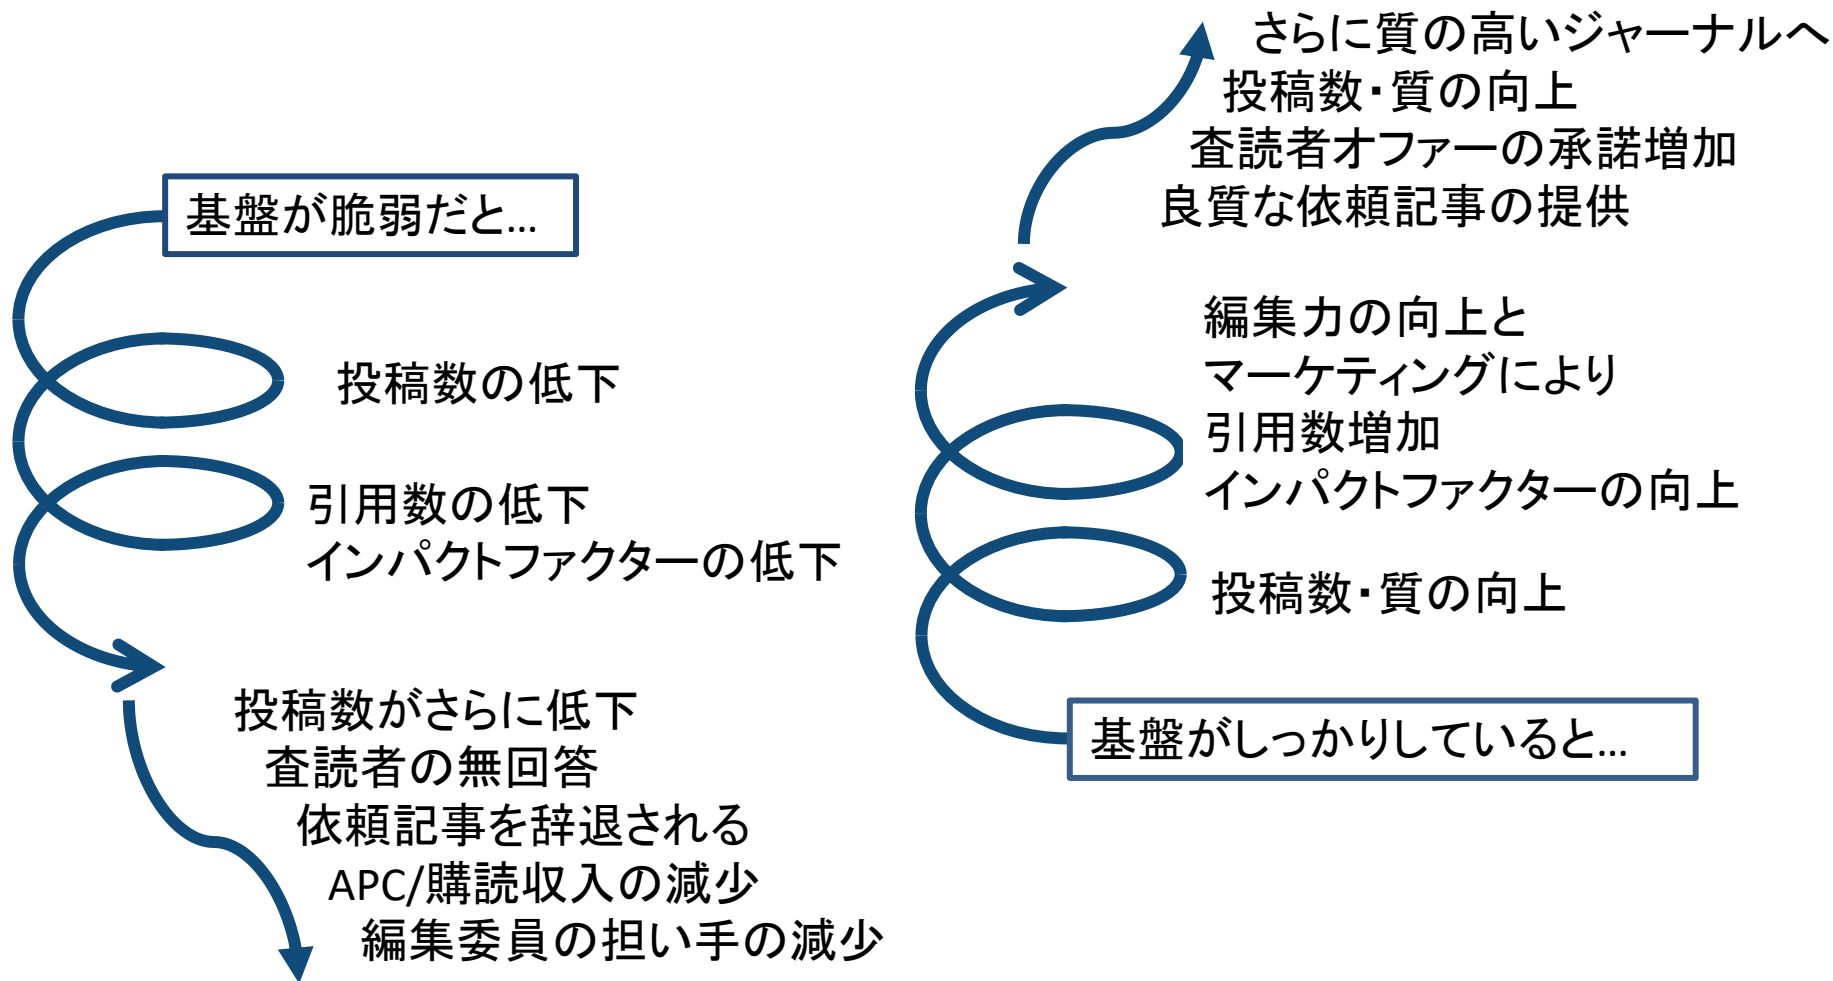 基盤が脆弱だと…
投稿数の低下
引用数の低下
インパクトファクターの低下
投稿数がさらに低下
査読者の無回答
依頼記事を辞退される
APC/購読収入の減少
編集委員の担い手の減少
さらに質の高いジャーナルへ
投稿数・質の向上
査読者オファーの承諾増加
良質な依頼記事の提供
編集力の向上と
マーケティングにより
引用数増加
インパクトファクターの向上
投稿数・質の向上
基盤がしっかりしていると…